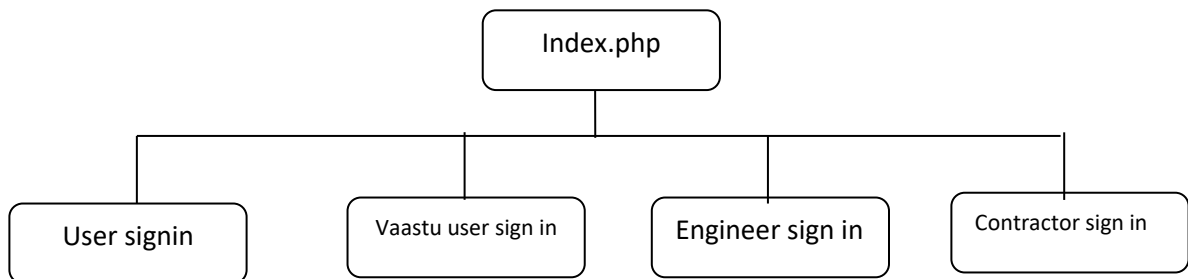 Index.php
User signin
Vaastu user sign in
Engineer sign in
Contractor sign in